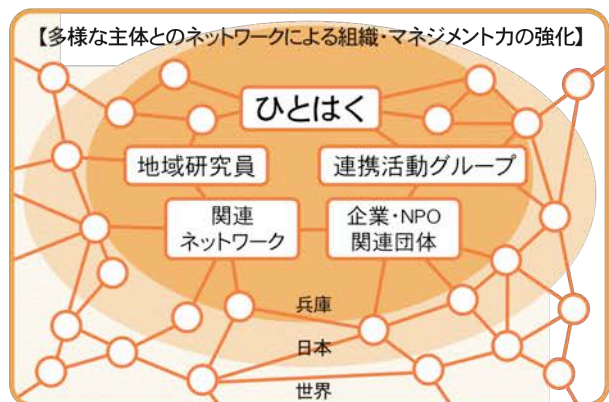 【多様な主体とのネットワークによる組織・マネジメント力の強化】
ひとはく
地域研究員
連携活動グループ
関連
ネットワーク
企業・NPO
関連団体
兵庫
日本
世界